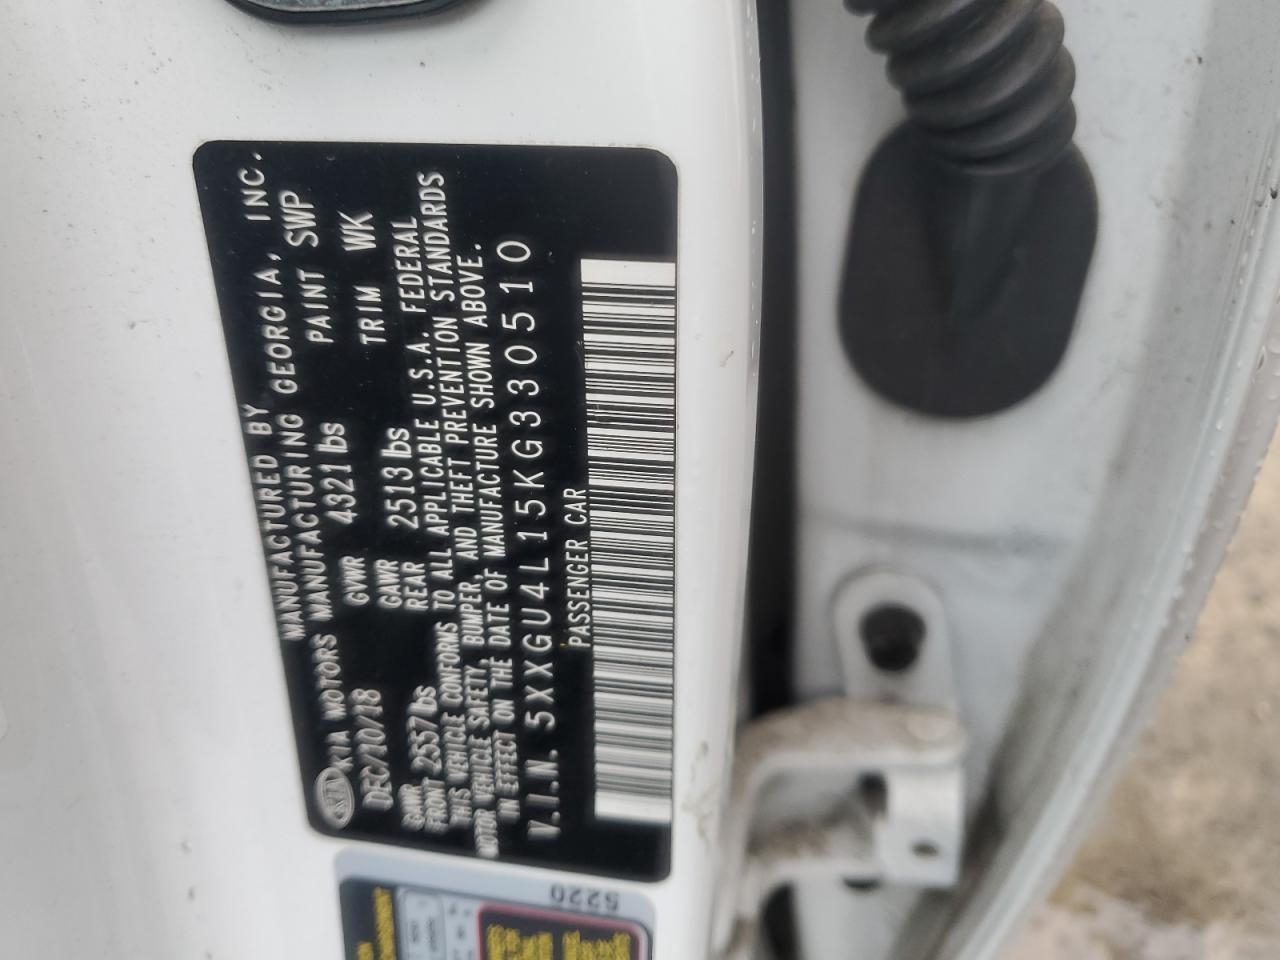 MANUFACTURED BY
KIA MOTORS MANUFACTURING GEORGIA, INC.
DEC/10/18 GVWR 4321 lbs PAINT SWP
GAWR FRONT 2557 lbs GAWR REAR 2513 lbs TRIM WK
THIS VEHICLE CONFORMS TO ALL APPLICABLE U.S.A. FEDERAL
MOTOR VEHICLE SAFETY, BUMPER, AND THEFT PREVENTION STANDARDS
IN EFFECT ON THE DATE OF MANUFACTURE SHOWN ABOVE.
V.I.N. 5XXGU4L15KG330510
PASSENGER CAR
5220